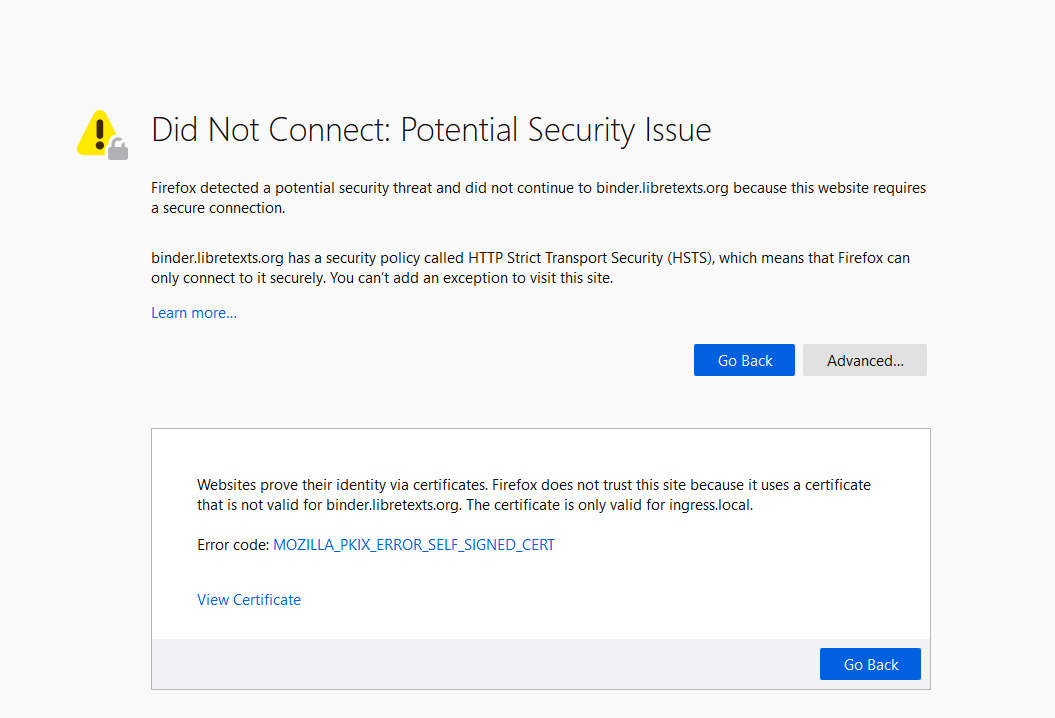 Did Not Connect: Potential Security Issue
Firefox detected a potential security threat and did not continue to binder.libretexts.org because this website requires
a secure connection.
binder.libretexts.org has a security policy called HTTP Strict Transport Security (HSTS), which means that Firefox can
only connect to it securely. You can’t add an exception to visit this site.
Learn more…
Go Back
Advanced…
Websites prove their identity via certificates. Firefox does not trust this site because it uses a certificate
that is not valid for binder.libretexts.org. The certificate is only valid for ingress.local.
Error code: MOZILLA_PKIX_ERROR_SELF_SIGNED_CERT
View Certificate
Go Back